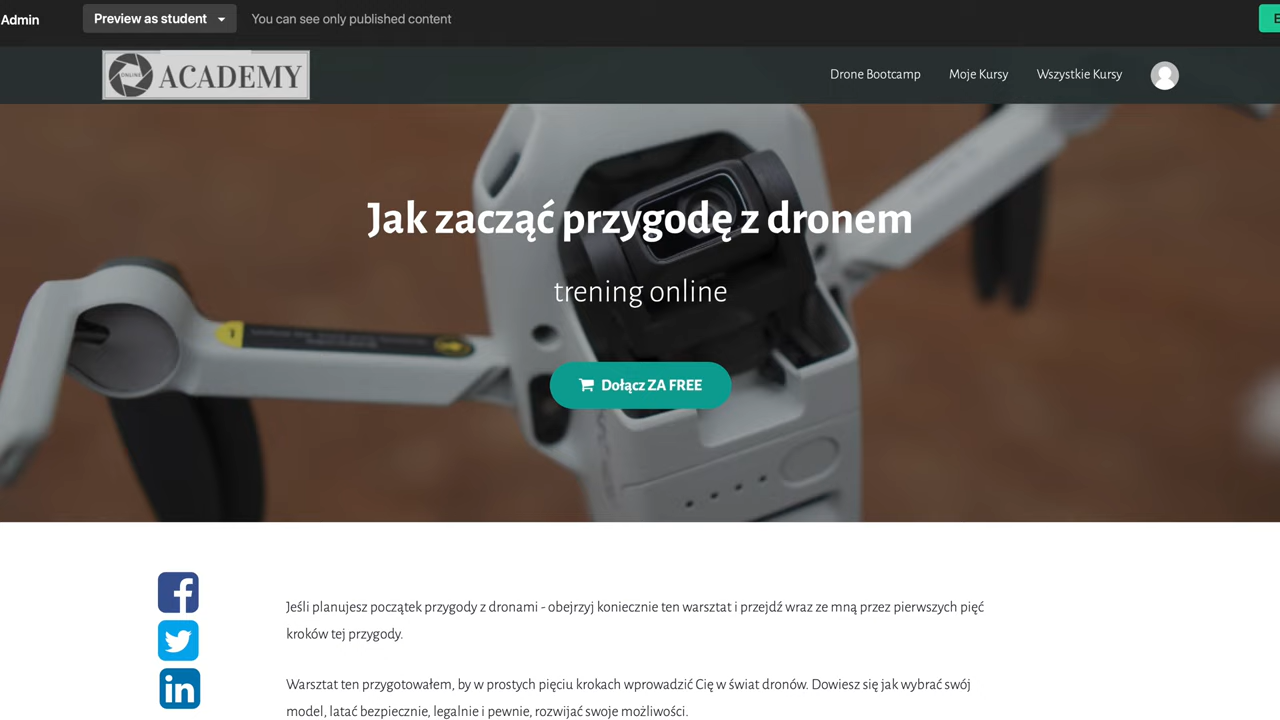 Admin
Preview as student
You can see only published content
ONLINE
ACADEMY
Drone Bootcamp
Moje Kursy
Wszystkie Kursy
Jak zacząć przygodę z dronem
trening online
Dołącz ZA FREE
Jeśli planujesz początek przygody z dronami - obejrzyj koniecznie ten warsztat i przejdź wraz ze mną przez pierwszych pięć
kroków tej przygody.
Warsztat ten przygotowałem, by w prostych pięciu krokach wprowadzić Cię w świat dronów. Dowiesz się jak wybrać swój
model, latać bezpiecznie, legalnie i pewnie, rozwijać swoje możliwości.